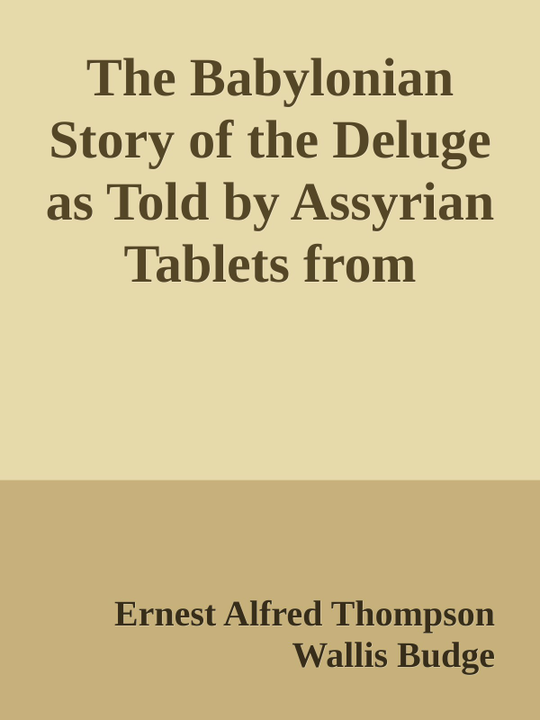 The Babylonian
Story of the Deluge
as Told by Assyrian
Tablets from
Ernest Alfred Thompson
Wallis Budge